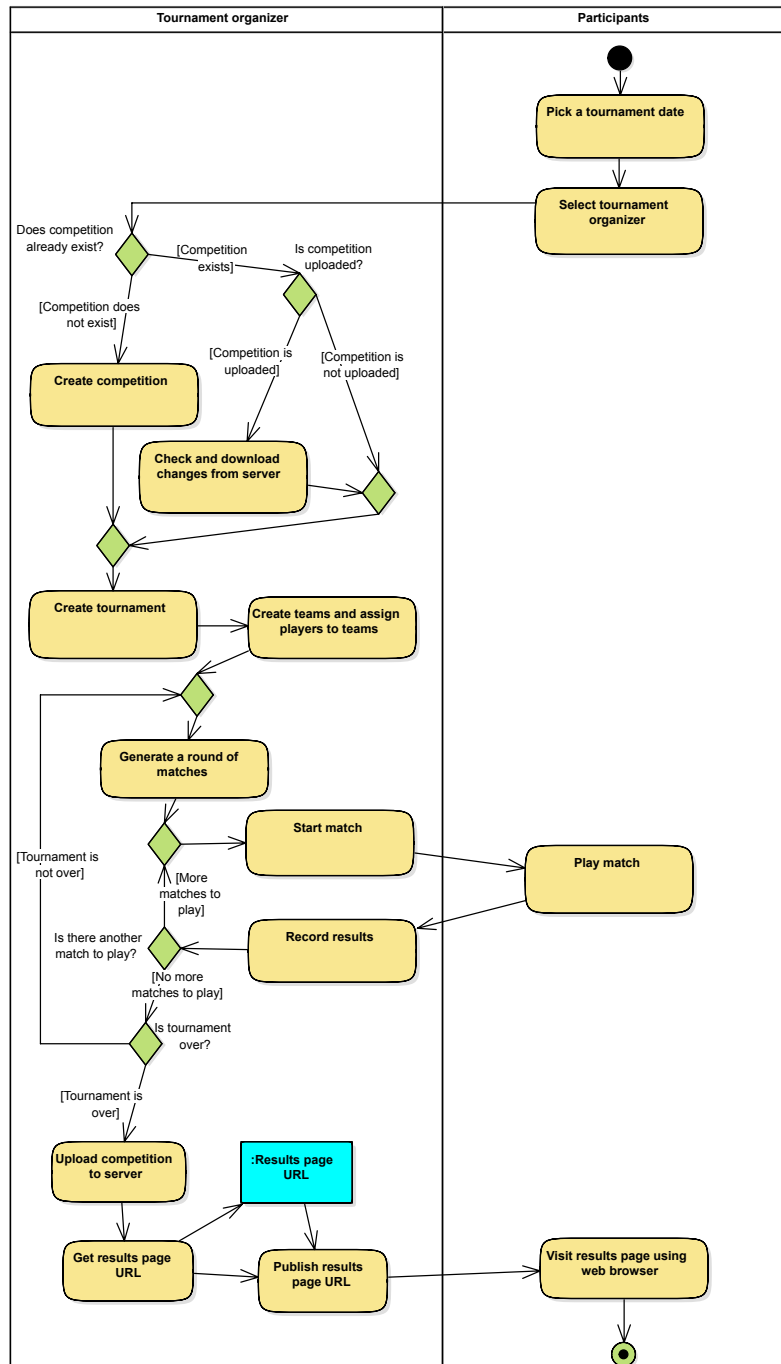 Tournament organizer
Participants
Pick a tournament date
Select tournament
organizer
Does competition
already exist?
[Competition
exists]
Is competition
uploaded?
[Competition does
not exist]
[Competition is
uploaded]
[Competition is
not uploaded]
Create competition
Check and download
changes from server
Create tournament
Create teams and assign
players to teams
Generate a round of
matches
Start match
Play match
[Tournament is
not over]
[More
matches to
play]
Is there another
match to play?
Record results
[No more
matches to play]
Is tournament
over?
[Tournament is
over]
Upload competition
to server
:Results page
URL
Get results page
URL
Publish results
page URL
Visit results page using
web browser